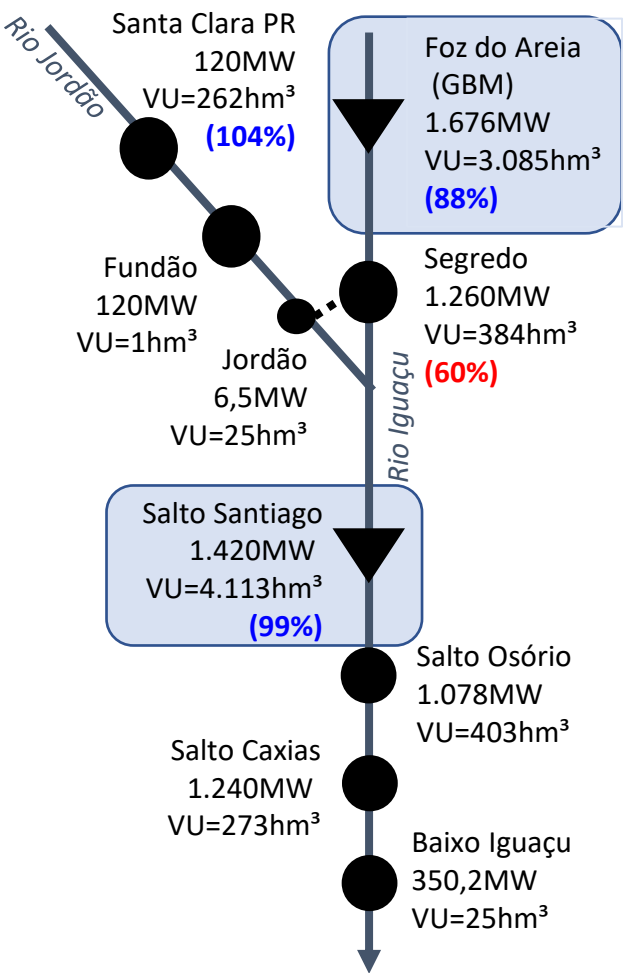 Rio Jordão
Santa Clara PR
120MW
VU=262hm³
(104%)
Foz do Areia
(GBM)
1.676MW
VU=3.085hm³
(88%)
Fundão
120MW
VU=1hm³
Segredo
1.260MW
VU=384hm³
(60%)
Jordão
6,5MW
VU=25hm³
Rio Iguaçu
Salto Santiago
1.420MW
VU=4.113hm³
(99%)
Salto Osório
1.078MW
VU=403hm³
Salto Caxias
1.240MW
VU=273hm³
Baixo Iguaçu
350,2MW
VU=25hm³